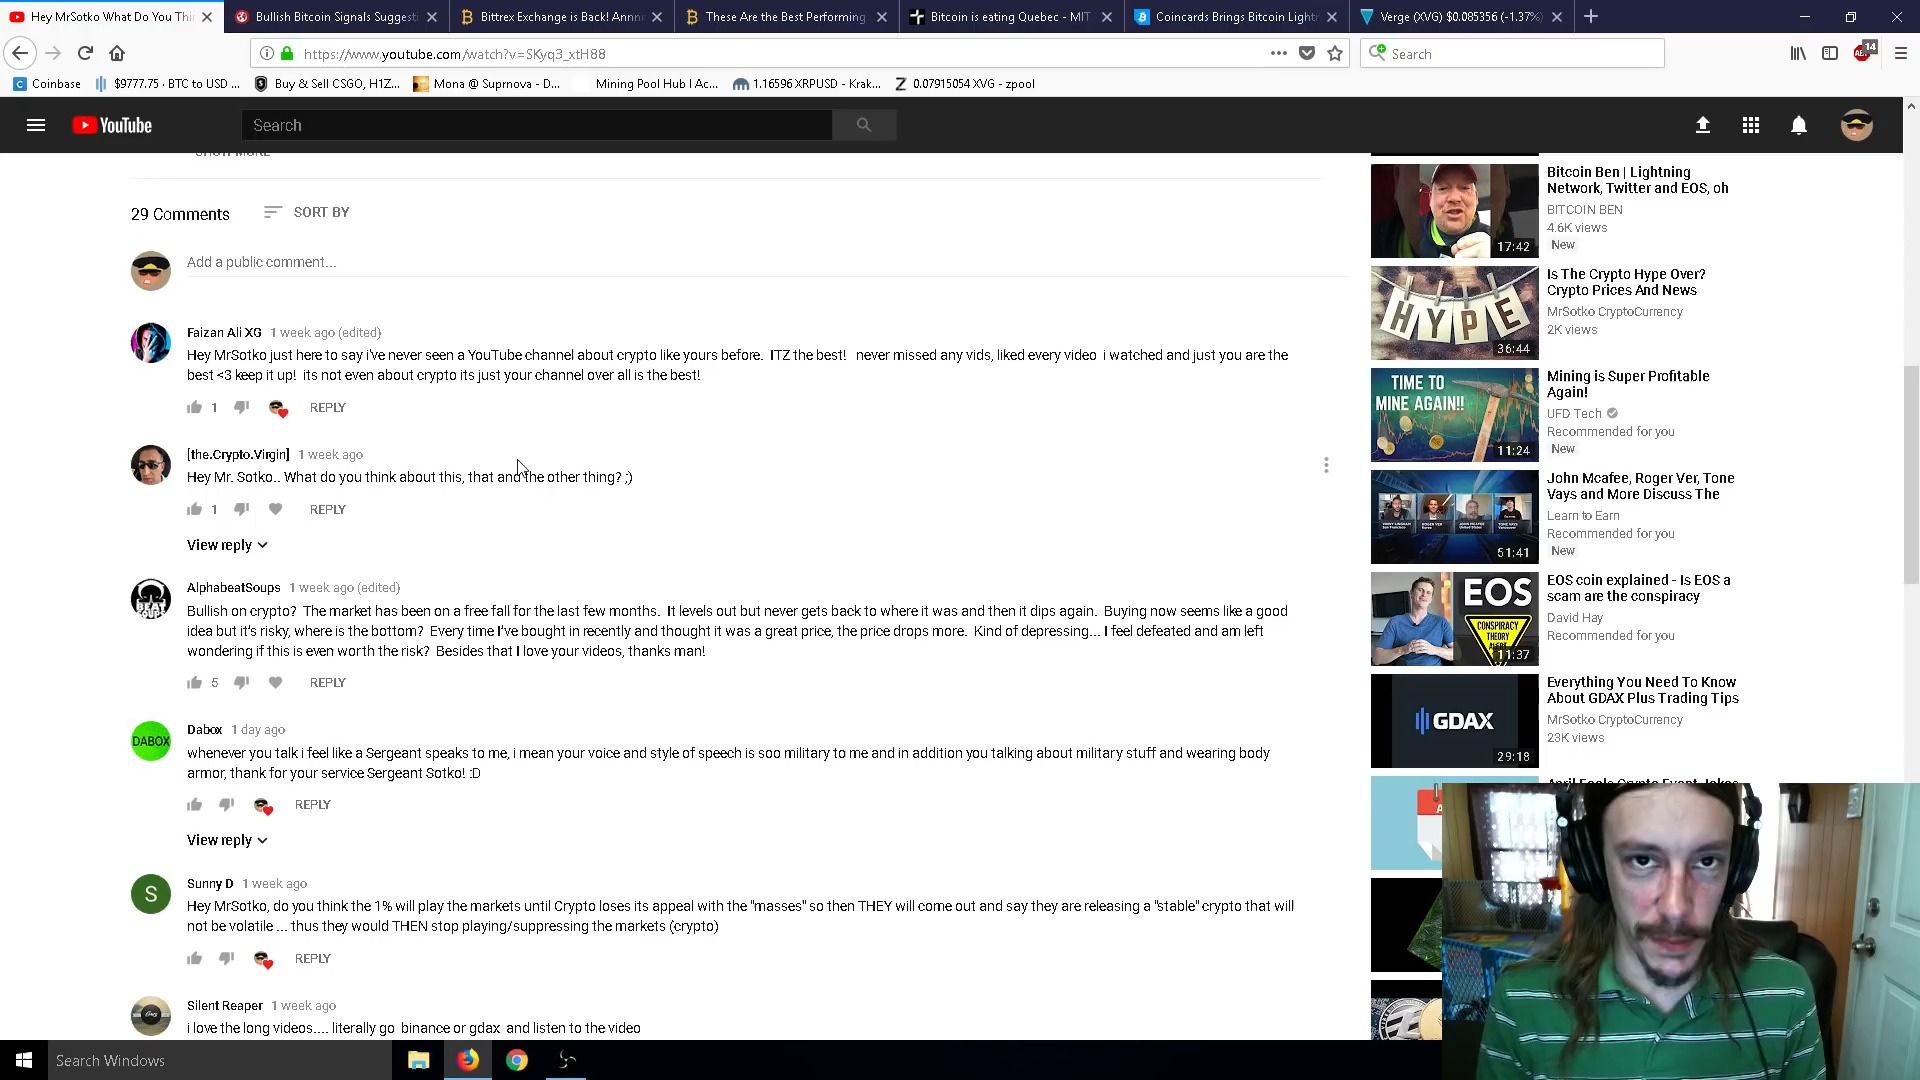 Hey MrSotko What Do You Thi
Bullish Bitcoin Signals Suggest
Bittrex Exchange is Back! Annn
These Are the Best Performing
Bitcoin is eating Quebec - MIT
Coincards Brings Bitcoin Lightn
Verge (XVG) $0.085356 (-1.37%)
https://www.youtube.com/watch?v=SKyq3_xtH88
Search
14
Coinbase
$9777.75 · BTC to USD ...
Buy & Sell CSGO, H1Z...
Mona @ Suprnova - D...
Mining Pool Hub | Ac...
1.16596 XRPUSD - Krak...
0.07915054 XVG - zpool
YouTube
Search
SHOW MORE
29 Comments
SORT BY
Add a public comment...
Faizan Ali XG 1 week ago (edited)
Hey MrSotko just here to say i've never seen a YouTube channel about crypto like yours before. ITZ the best! never missed any vids, liked every video i watched and just you are the
best <3 keep it up! its not even about crypto its just your channel over all is the best!
1 REPLY
[the.Crypto.Virgin] 1 week ago
Hey Mr. Sotko.. What do you think about this, that and the other thing? ;)
1 REPLY
View reply
AlphabeatSoups 1 week ago (edited)
Bullish on crypto? The market has been on a free fall for the last few months. It levels out but never gets back to where it was and then it dips again. Buying now seems like a good
idea but it's risky, where is the bottom? Every time I've bought in recently and thought it was a great price, the price drops more. Kind of depressing... I feel defeated and am left
wondering if this is even worth the risk? Besides that I love your videos, thanks man!
5 REPLY
BEAT
SOUPS
Dabox 1 day ago
DABOX
whenever you talk i feel like a Sergeant speaks to me, i mean your voice and style of speech is soo military to me and in addition you talking about military stuff and wearing body
armor, thank for your service Sergeant Sotko! :D
REPLY
View reply
Sunny D 1 week ago
S
Hey MrSotko, do you think the 1% will play the markets until Crypto loses its appeal with the "masses" so then THEY will come out and say they are releasing a "stable" crypto that will
not be volatile ... thus they would THEN stop playing/suppressing the markets (crypto)
REPLY
Silent Reaper 1 week ago
i love the long videos.... literally go binance or gdax and listen to the video
17:42
Bitcoin Ben | Lightning
Network, Twitter and EOS, oh
BITCOIN BEN
4.6K views
New
HYPE
36:44
Is The Crypto Hype Over?
Crypto Prices And News
MrSotko CryptoCurrency
2K views
TIME TO
MINE AGAIN!!
11:24
Mining is Super Profitable
Again!
UFD Tech
Recommended for you
New
51:41
John Mcafee, Roger Ver, Tone
Vays and More Discuss The
Learn to Earn
Recommended for you
New
EOS
CONSPIRACY
THEORY
11:37
EOS coin explained - Is EOS a
scam are the conspiracy
David Hay
Recommended for you
GDAX
29:18
Everything You Need To Know
About GDAX Plus Trading Tips
MrSotko CryptoCurrency
23K views
April Fools Crypto Event Jokes
Search Windows